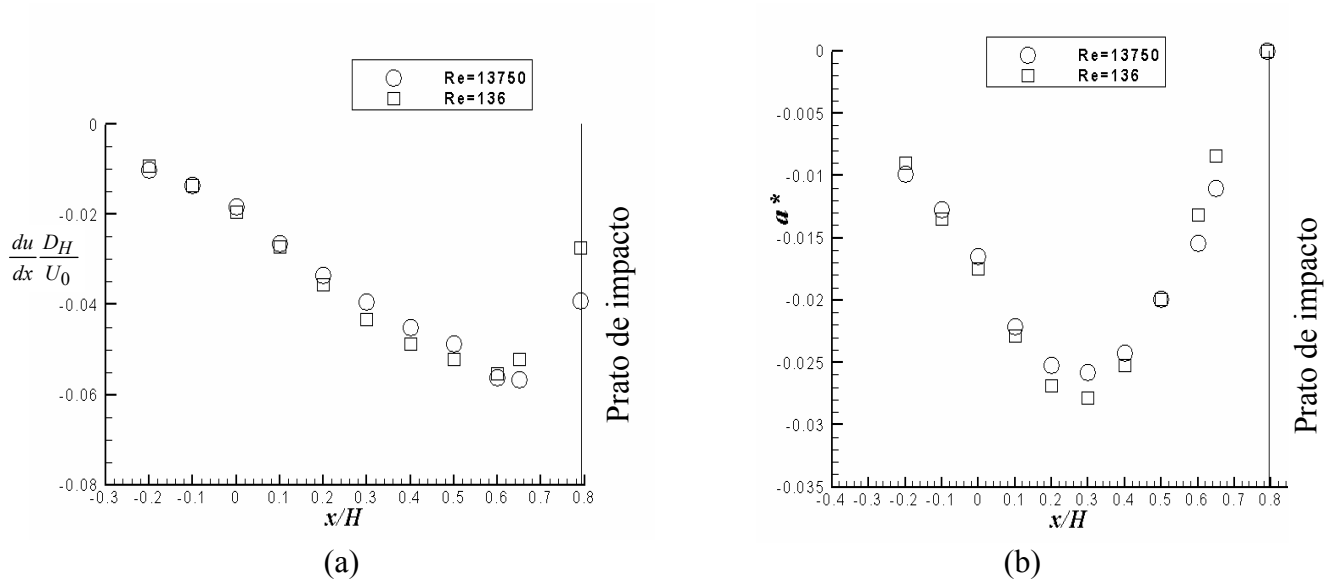 Re=13750
Re=136
0
-0.02
-0.04
-0.06
-0.08
du/dx D_H/U_0
-0.3 -0.2 -0.1 0 0.1 0.2 0.3 0.4 0.5 0.6 0.7 0.8
x/H
Prato de impacto
(a)
Re=13750
Re=136
0
-0.005
-0.01
-0.015
-0.02
-0.025
-0.03
-0.035
a*
-0.4 -0.3 -0.2 -0.1 0 0.1 0.2 0.3 0.4 0.5 0.6 0.7 0.8
x/H
Prato de impacto
(b)